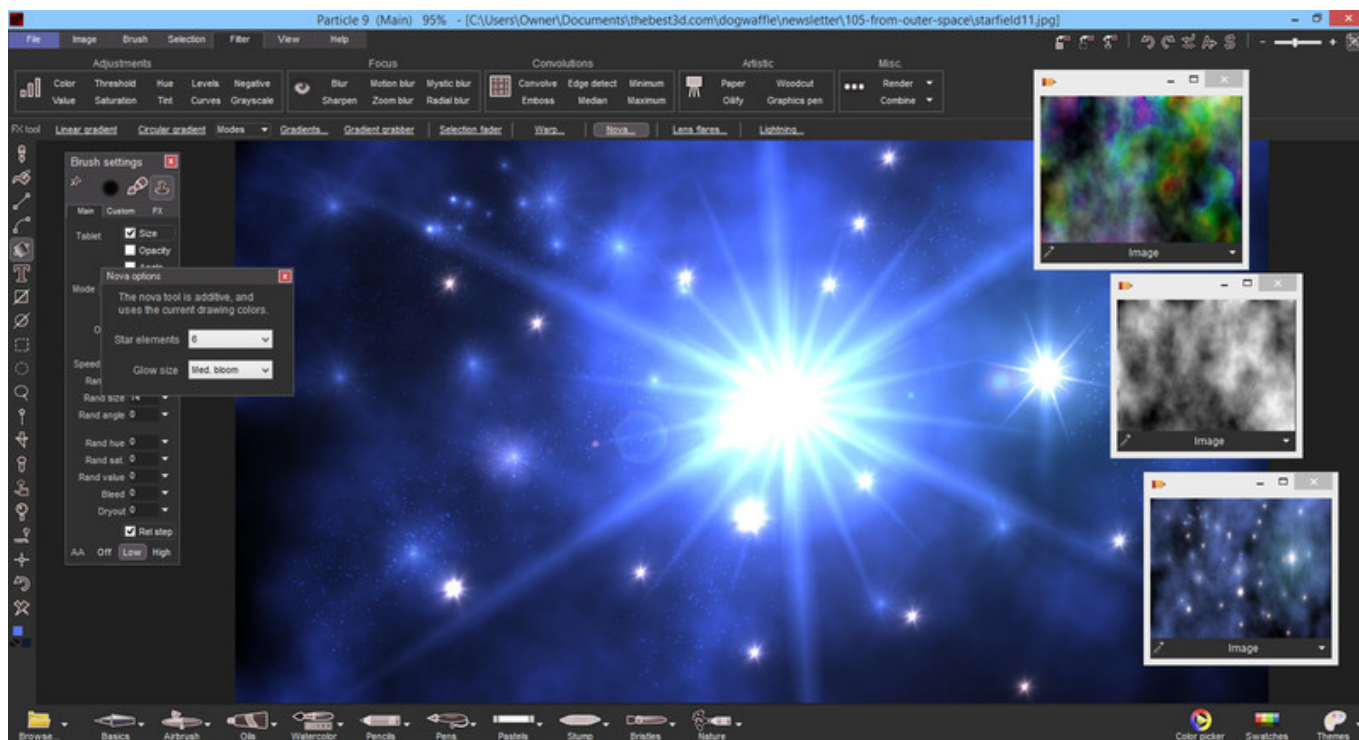 Particle 9 (Main) 95% - [C:\Users\Owner\Documents\thebest3d.com\dogwaffle\newsletter\105-from-outer-space\starfield11.jpg]
File Image Brush Selection Filter View Help
Adjustments Focus Convolutions Artistic Misc.
Color Threshold Hue Levels Negative Blur Motion blur Mystic blur Convolve Edge detect Minimum Paper Woodcut Render
Value Saturation Tint Curves Grayscale Sharpen Zoom blur Radial blur Emboss Median Maximum Oilify Graphics pen Combine
FX tool Linear gradient Circular gradient Modes Gradients... Gradient grabber Selection fader Warp... Nova... Lens flares... Lightning...
Brush settings
Main Custom FX
Tablet Size
Opacity
Angle
Mode
Nova options
The nova tool is additive, and
uses the current drawing colors.
Star elements 6
Speed
Glow size Med. bloom
Rand size 14
Rand angle 0
Rand hue 0
Rand sat. 0
Rand value 0
Bleed 0
Dryout 0
Rel step
AA Off Low High
Image
Image
Image
Browse... Basics Airbrush Oils Watercolor Pencils Pens Pastels Stump Bristles Nature Color picker Swatches Themes